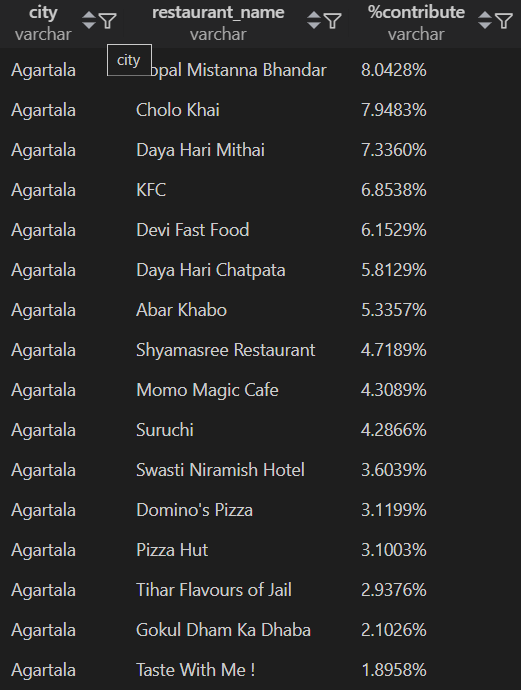 city restaurant_name %contribute
varchar varchar varchar
city
Agartala opal Mistanna Bhandar 8.0428%
Agartala Cholo Khai 7.9483%
Agartala Daya Hari Mithai 7.3360%
Agartala KFC 6.8538%
Agartala Devi Fast Food 6.1529%
Agartala Daya Hari Chatpata 5.8129%
Agartala Abar Khabo 5.3357%
Agartala Shyamasree Restaurant 4.7189%
Agartala Momo Magic Cafe 4.3089%
Agartala Suruchi 4.2866%
Agartala Swasti Niramish Hotel 3.6039%
Agartala Domino's Pizza 3.1199%
Agartala Pizza Hut 3.1003%
Agartala Tihar Flavours of Jail 2.9376%
Agartala Gokul Dham Ka Dhaba 2.1026%
Agartala Taste With Me ! 1.8958%